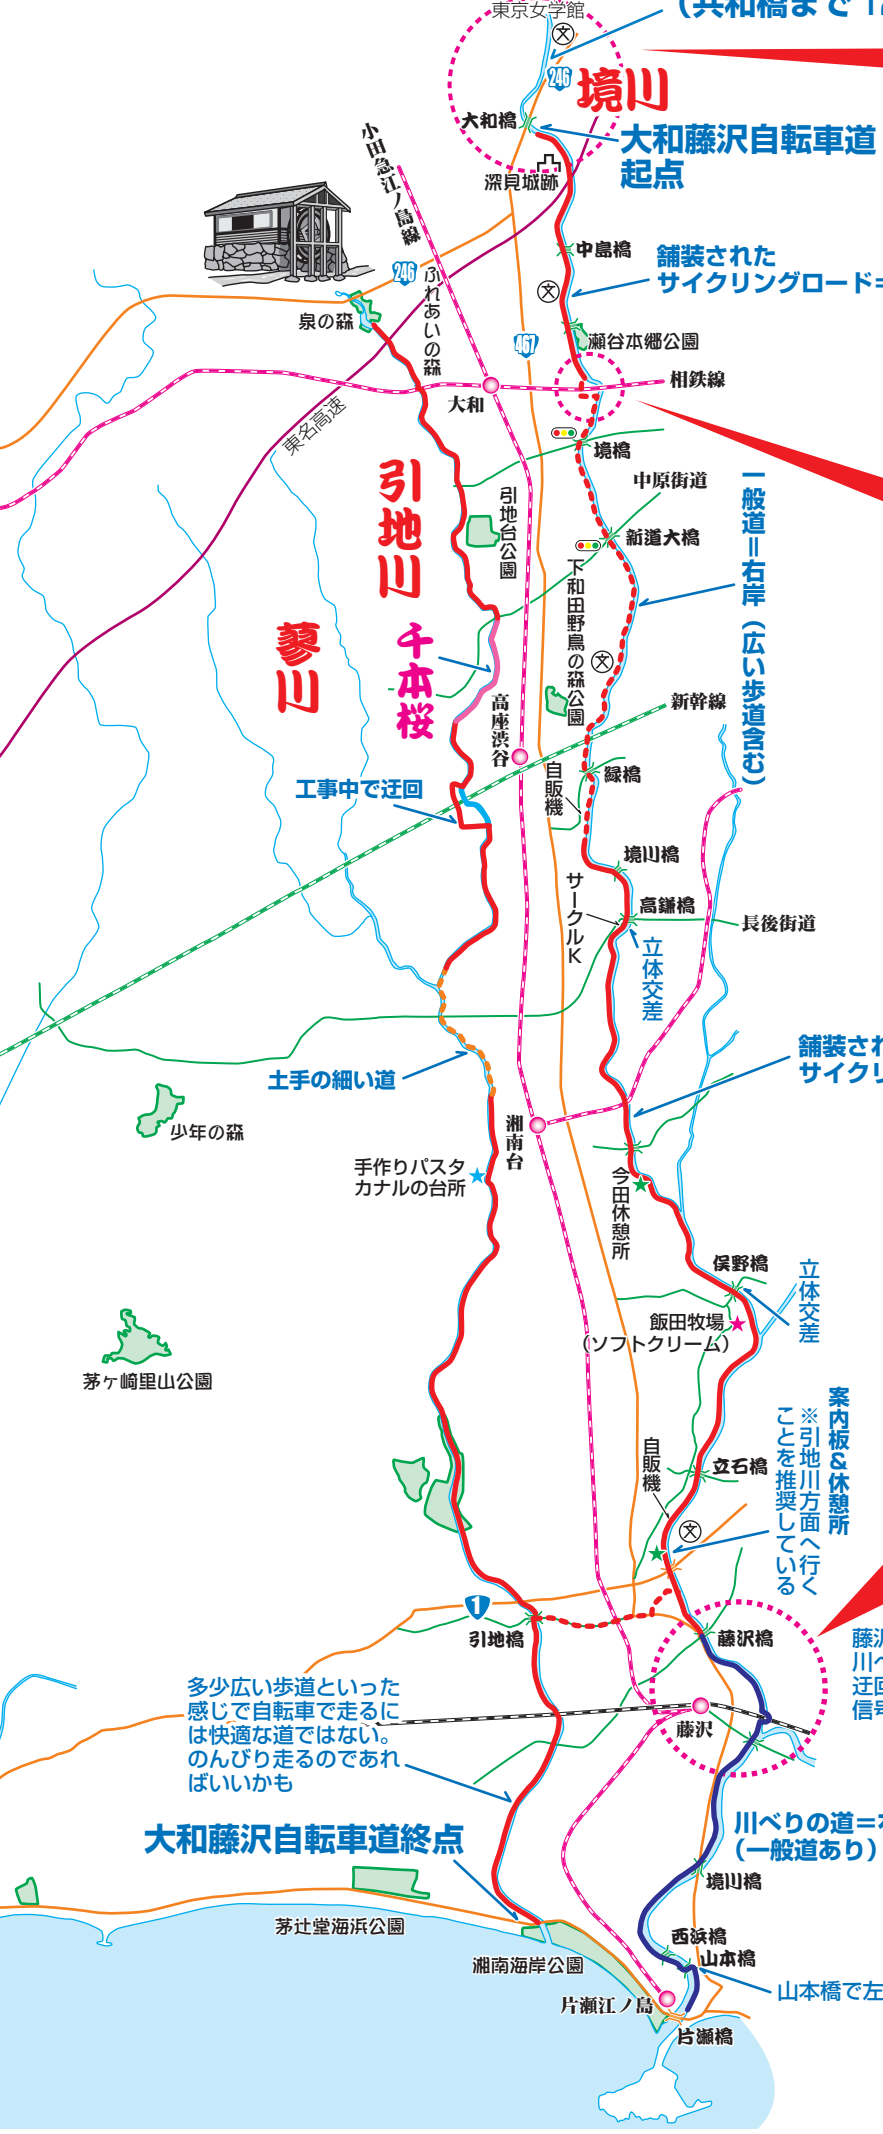 東京女学館
（共和橋まで
246
境川
大和橋
大和藤沢自転車道
起点
深見城跡
小田急江ノ島線
中島橋
舗装された
サイクリングロード＝
246
ふれあいの森
泉の森
467
瀬谷本郷公園
相鉄線
大和
東名高速
境橋
中原街道
引地川
引地台公園
新道大橋
一般道＝右岸（広い歩道含む）
下和田野鳥の森公園
蓼川
千本桜
高座渋谷
新幹線
自販機
緑橋
工事中で迂回
境川橋
サークルK
高鎌橋
長後街道
立体交差
舗装され
サイクリ
土手の細い道
少年の森
湘南台
手作りパスタ
カナルの台所
今田休憩所
俣野橋
立体交差
飯田牧場
（ソフトクリーム）
茅ヶ崎里山公園
案内板&休憩所
※引地川方面へ行く
ことを推奨している
自販機
立石橋
1
引地橋
藤沢橋
藤沢
川べ
迂回
信号
多少広い歩道といった
感じで自転車で走るに
は快適な道ではない。
のんびり走るのであれ
ばいいかも
藤沢
大和藤沢自転車道終点
川べりの道＝
（一般道あり）
境川橋
茅辻堂海浜公園
西浜橋
山本橋
湘南海岸公園
山本橋で左
片瀬江ノ島
片瀬橋